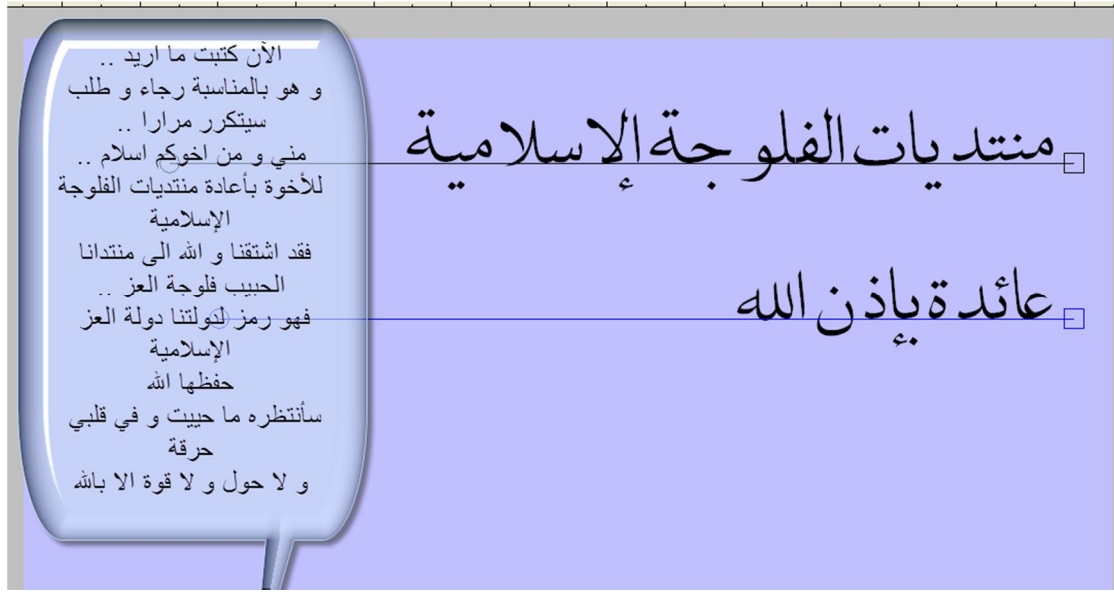 الآن كتبت ما اريد ..
و هو بالمناسبة رجاء و طلب
سيتكرر مرارا ..
مني و من اخوكم اسلام ..
للأخوة بأعادة منتديات الفلوجة
الإسلامية
فقد اشتقنا و الله الى منتدانا
الحبيب فلوجة العز ..
فهو رمز لدولتنا دولة العز
الإسلامية
حفظها الله
سأنتظره ما حييت و في قلبي
حرقة
و لا حول و لا قوة الا بالله
منتديات الفلوجة الإسلامية
عائدة بإذن الله